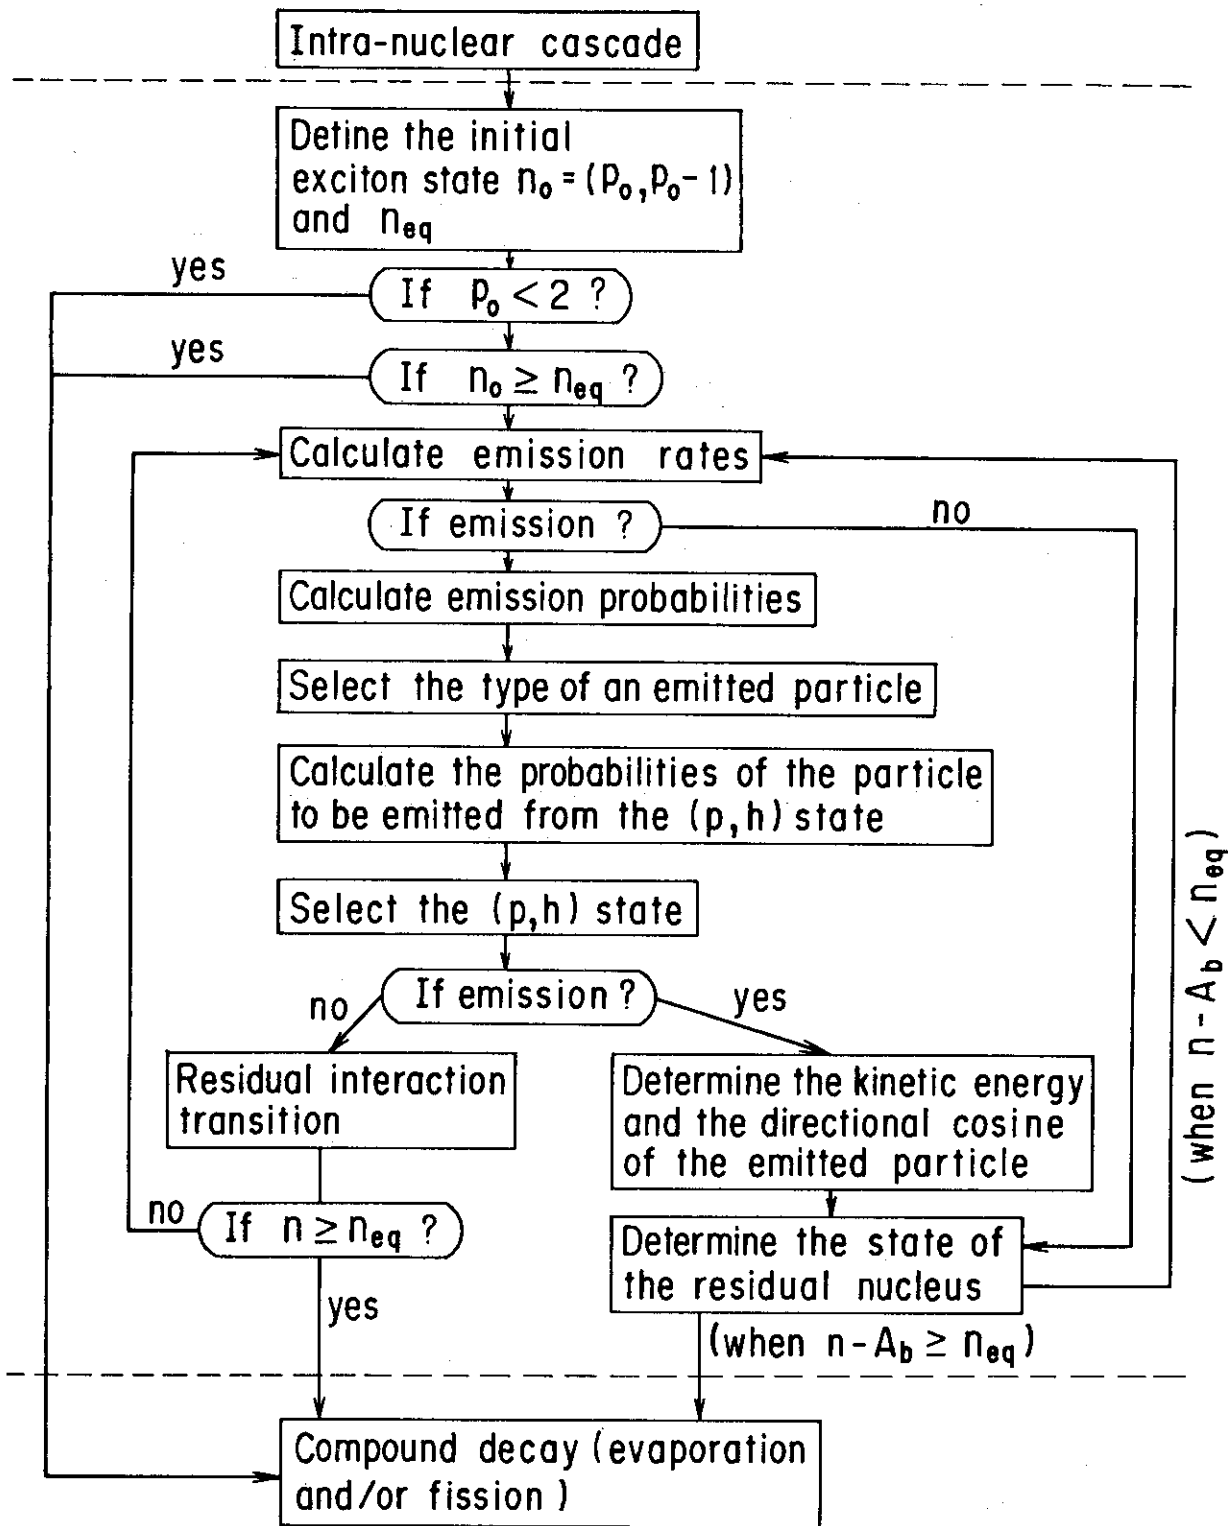 Intra-nuclear cascade
Detine the initial
exciton state n₀ = (P₀, P₀-1)
and n_eq
yes
If P₀ < 2 ?
yes
If n₀ ≥ n_eq ?
Calculate emission rates
If emission ?
no
Calculate emission probabilities
Select the type of an emitted particle
Calculate the probabilities of the particle
to be emitted from the (p,h) state
Select the (p,h) state
If emission ?
no
yes
Residual interaction
transition
Determine the kinetic energy
and the directional cosine
of the emitted particle
(when n - A_b < n_eq)
no
If n ≥ n_eq ?
Determine the state of
the residual nucleus
yes
(when n - A_b ≥ n_eq)
Compound decay (evaporation
and/or fission)